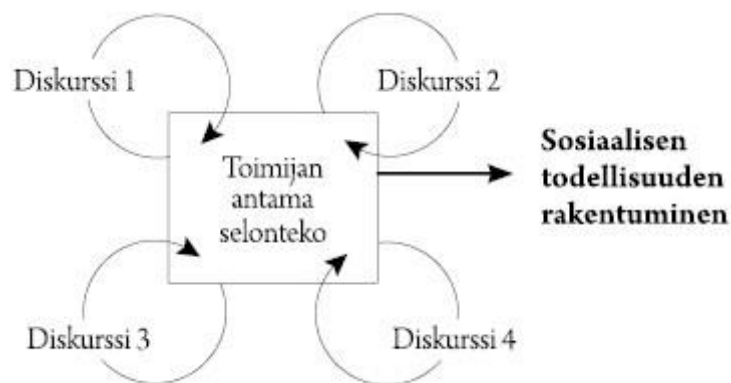 Diskurssi 1
Diskurssi 2
Toimijan
antama
selonteko
Sosiaalisen
todellisuuden
rakentuminen
Diskurssi 3
Diskurssi 4